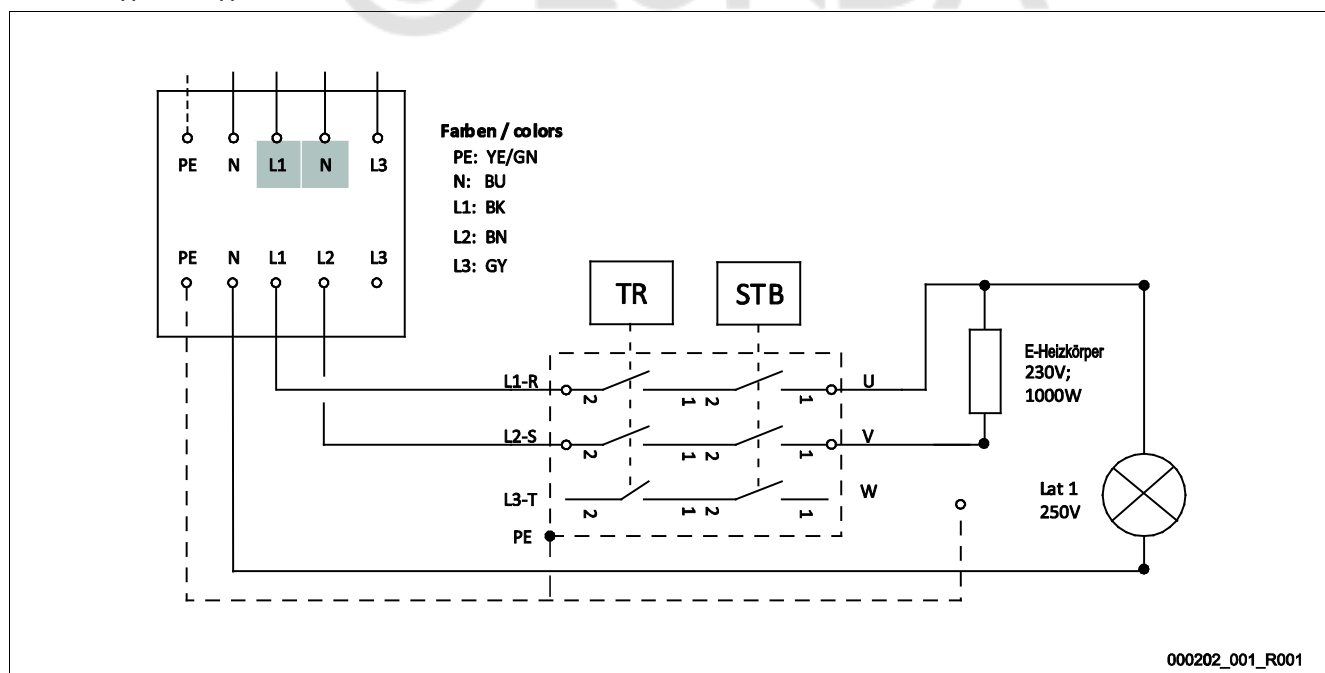 PE N L1 N L3
Farben / colors
PE: YE/GN
N: BU
L1: BK
L2: BN
L3: GY
PE N L1 L2 L3
TR STB
L1-R 2 1 2 1 U
L2-S 2 1 2 1 V
L3-T 2 1 2 1 W
PE
E-Heizkörper
230V;
1000W
Lat 1
250V
000202_001_R001